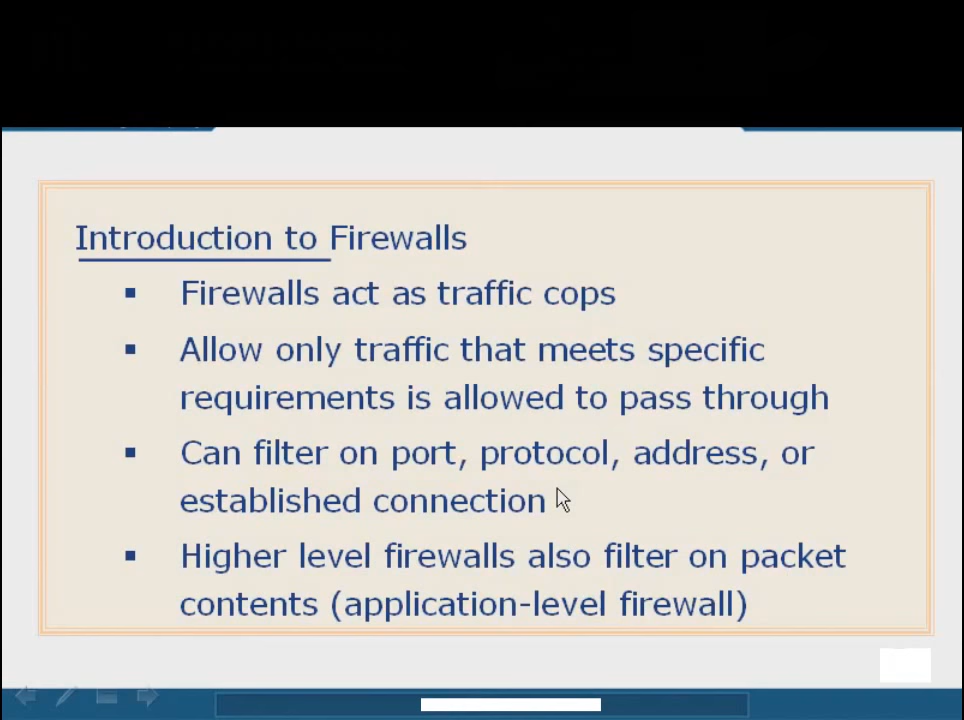 Introduction to Firewalls
▪ Firewalls act as traffic cops
▪ Allow only traffic that meets specific
requirements is allowed to pass through
▪ Can filter on port, protocol, address, or
established connection
▪ Higher level firewalls also filter on packet
contents (application-level firewall)